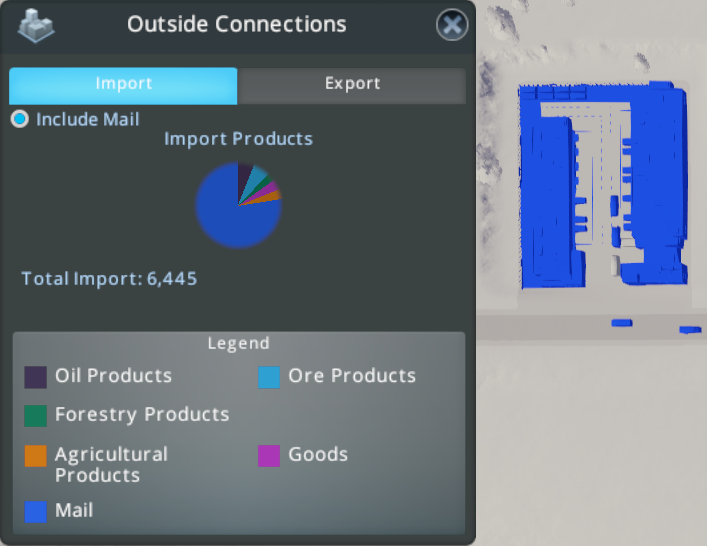 Outside Connections
Import
Export
Include Mail
Import Products
Total Import: 6,445
Legend
Oil Products
Ore Products
Forestry Products
Agricultural
Products
Goods
Mail